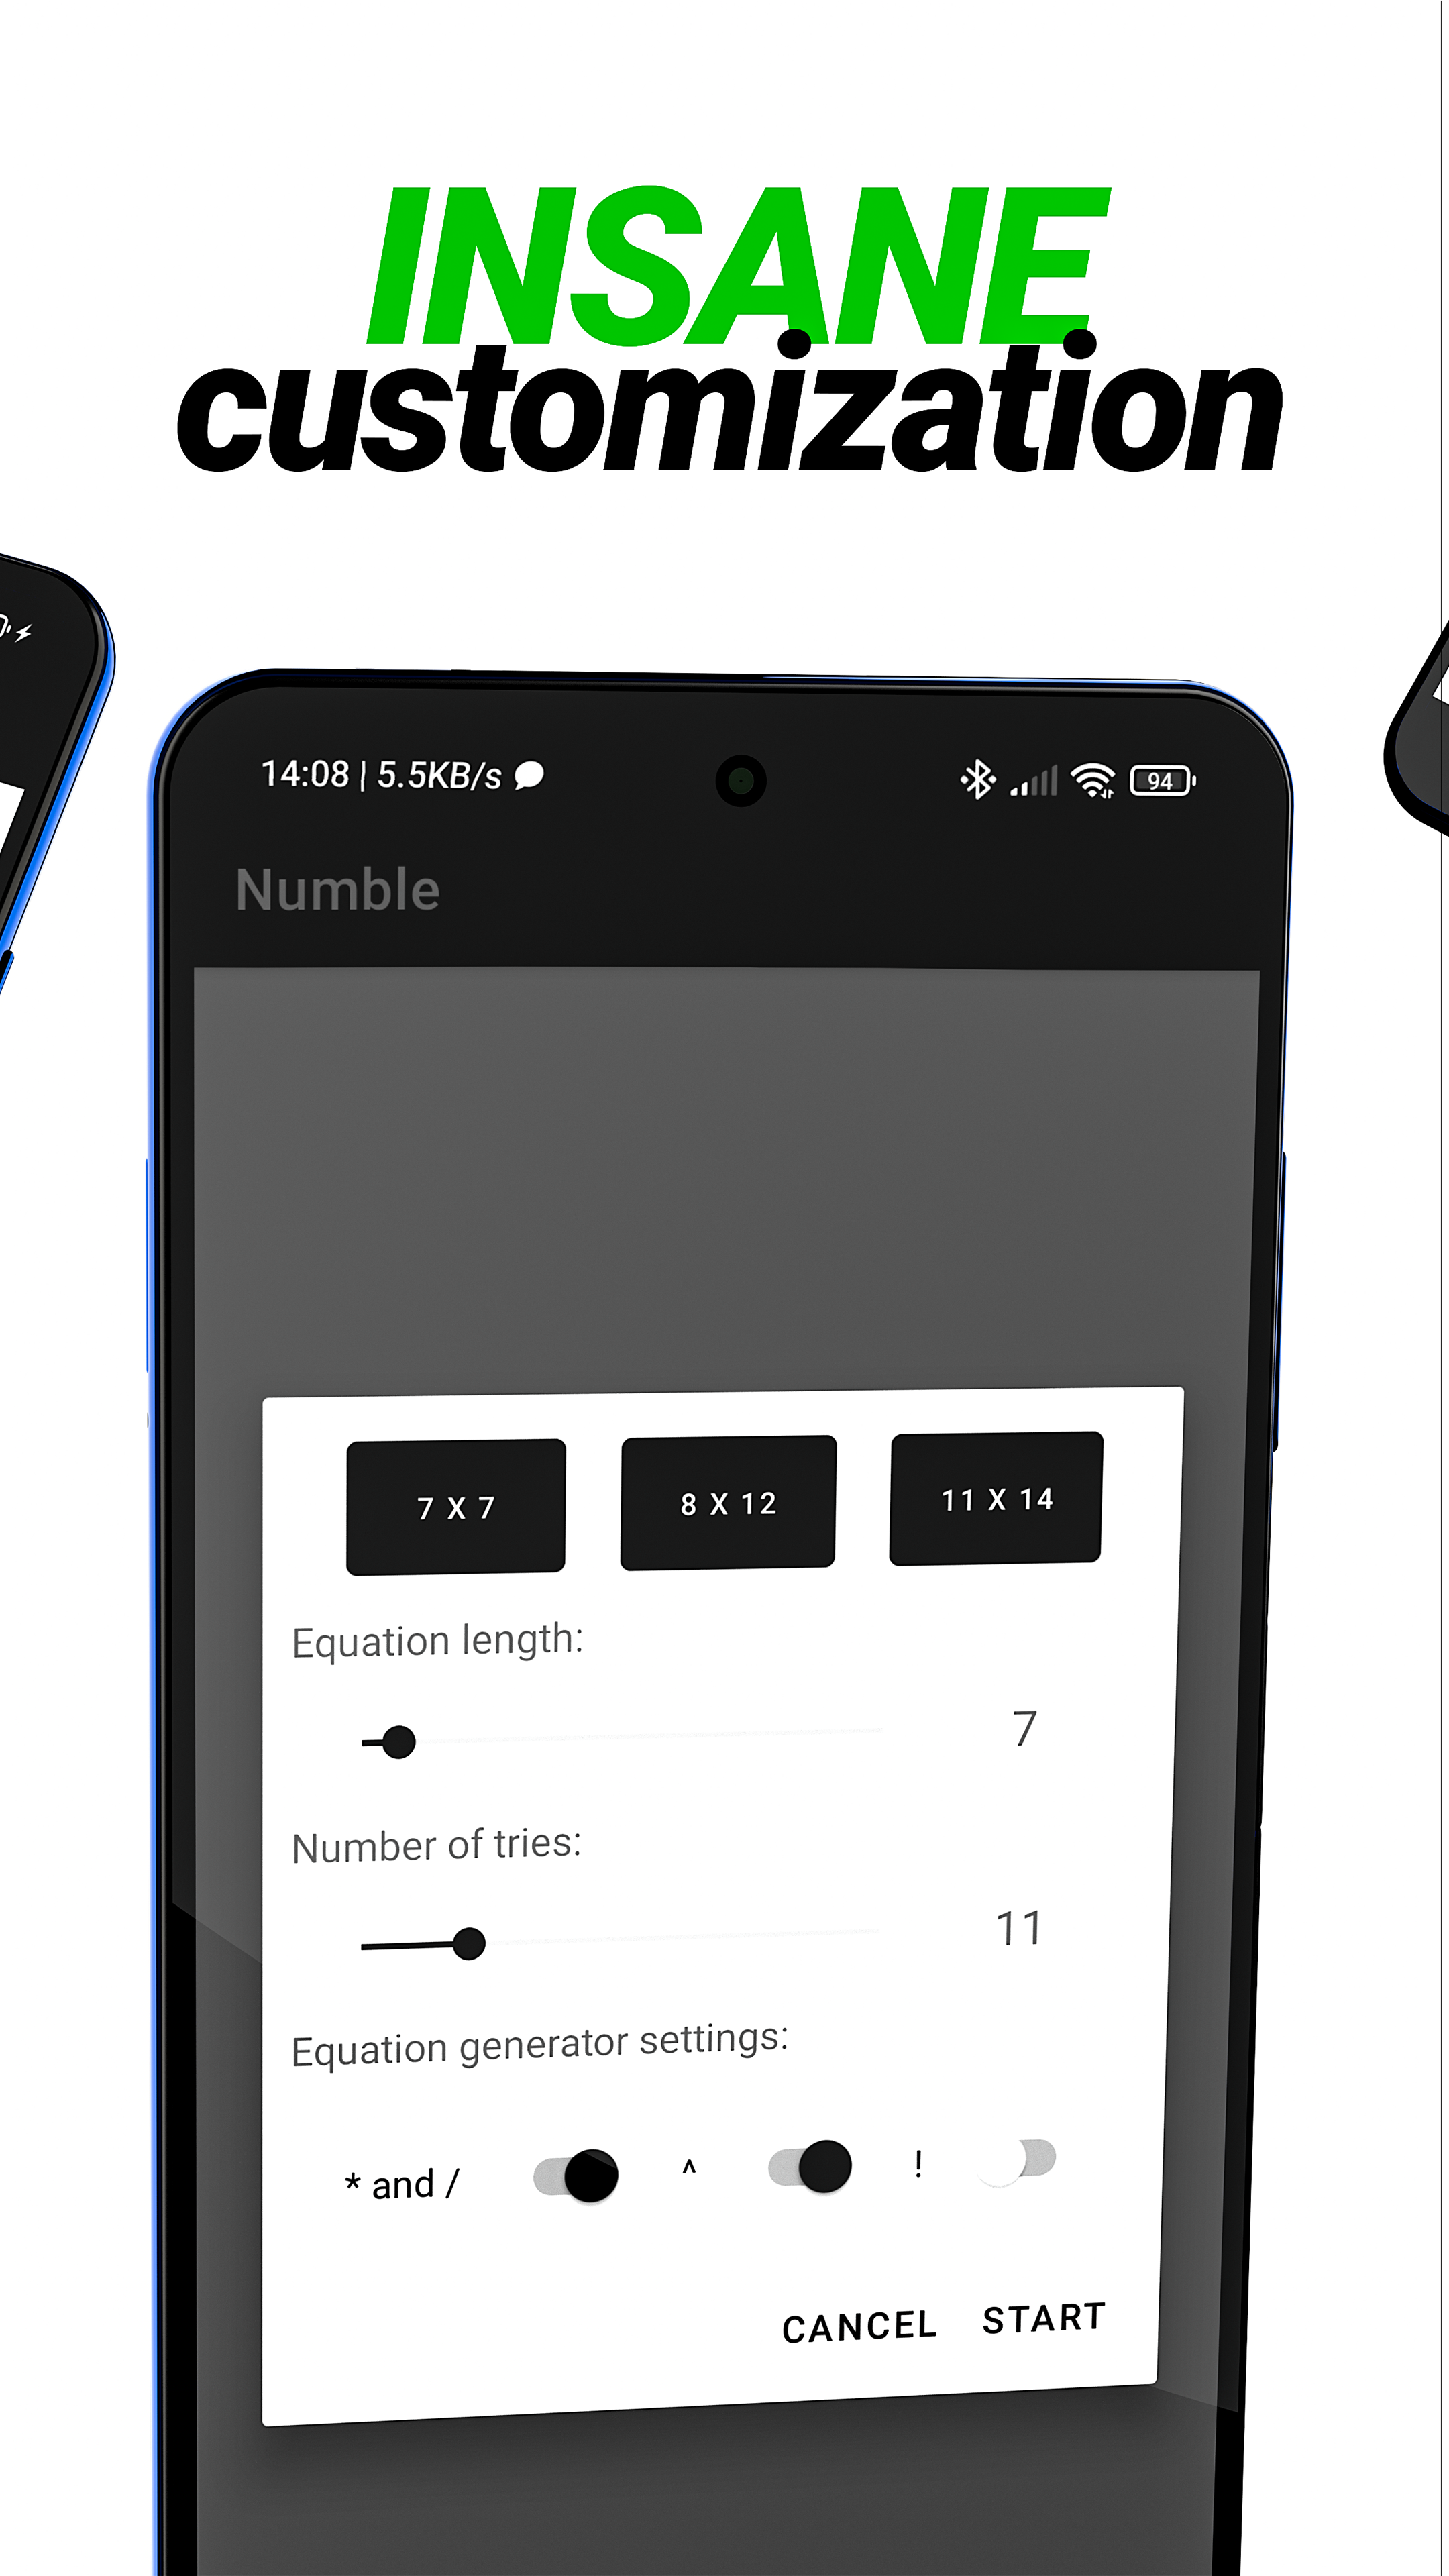 INSANE
customization
14:08 | 5.5KB/s 94
Numble
7 X 7 8 X 12 11 X 14
Equation length:
7
Number of tries:
11
Equation generator settings:
* and / ^ !
CANCEL START